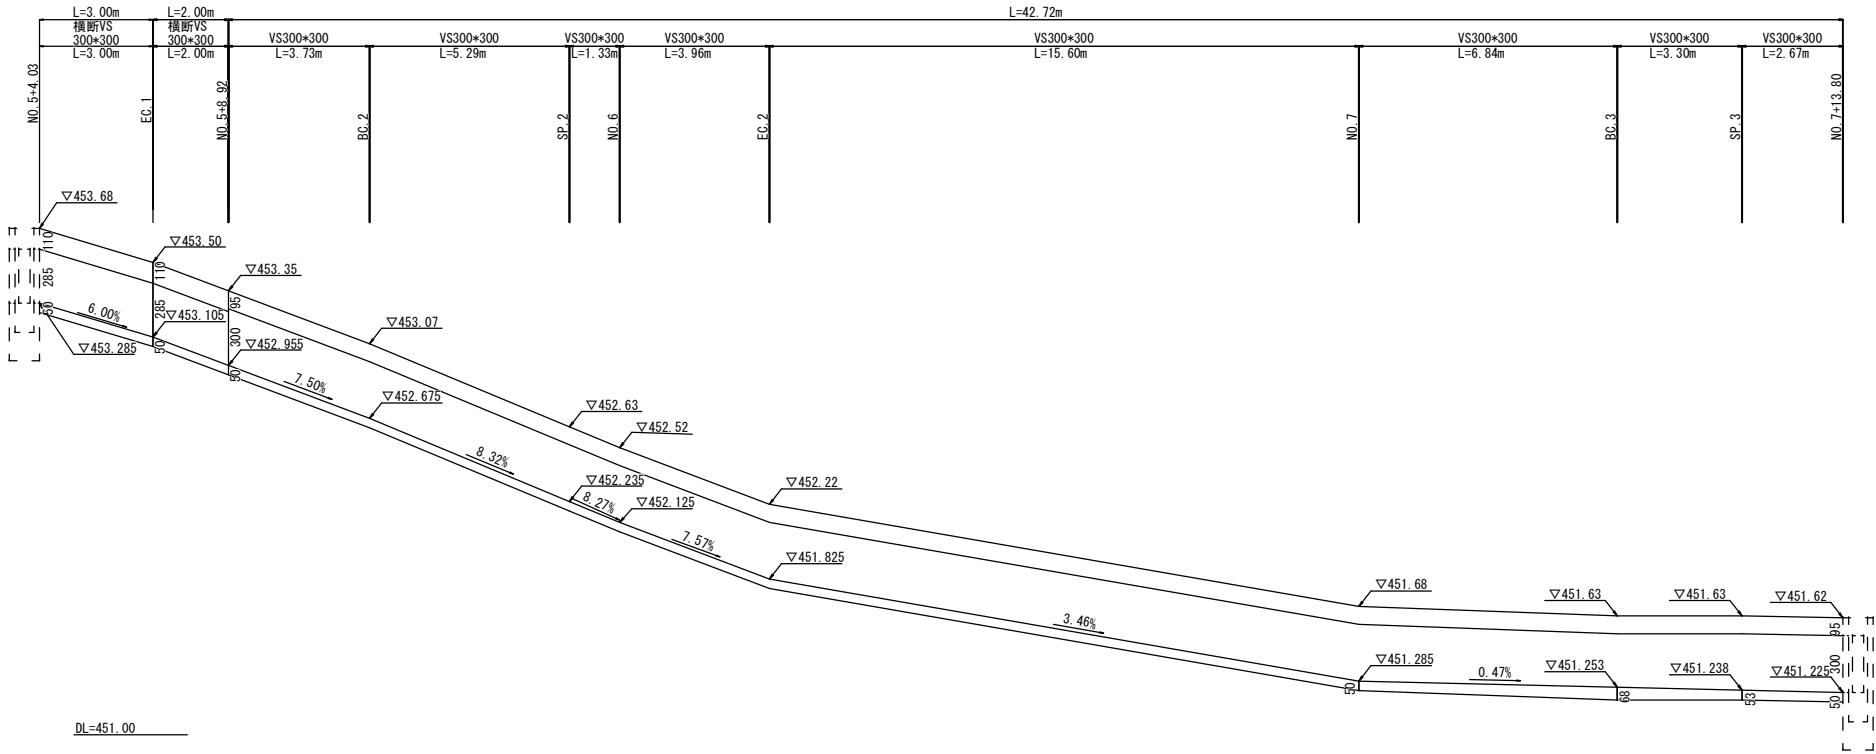 L=3.00m
L=2.00m
L=42.72m
横断VS
300*300
L=3.00m
横断VS
300*300
L=2.00m
VS300*300
L=3.73m
VS300*300
L=5.29m
VS300*300
L=1.33m
VS300*300
L=3.96m
VS300*300
L=15.60m
VS300*300
L=6.84m
VS300*300
L=3.30m
VS300*300
L=2.67m
NO.5+4.03
EC.1
NO.5+8.92
BC.2
SP.2
NO.6
EC.2
NO.7
BC.3
SP.3
NO.7+13.80
▽453.68
▽453.50
▽453.35
▽453.07
▽452.63
▽452.52
▽452.22
▽451.68
▽451.63
▽451.63
▽451.62
110
285
50
110
285
50
95
300
50
6.00%
▽453.285
▽453.105
▽452.955
7.50%
▽452.675
8.32%
▽452.235
8.27%
▽452.125
7.57%
▽451.825
3.46%
▽451.285
50
0.47%
▽451.253
68
▽451.238
53
▽451.225
95
300
50
DL=451.00